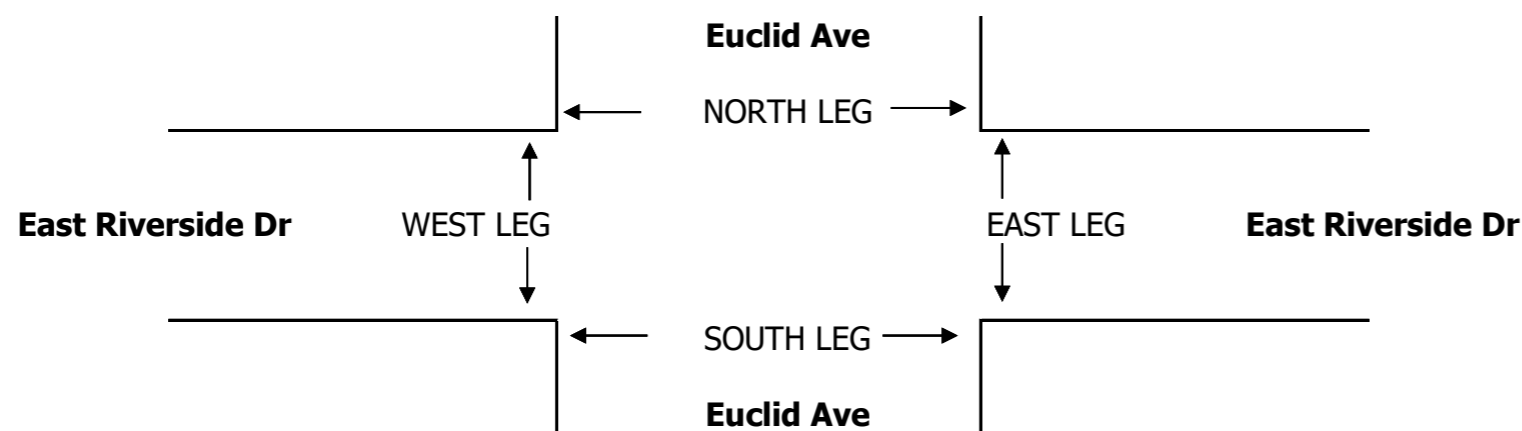 Euclid Ave
NORTH LEG
East Riverside Dr WEST LEG EAST LEG East Riverside Dr
SOUTH LEG
Euclid Ave